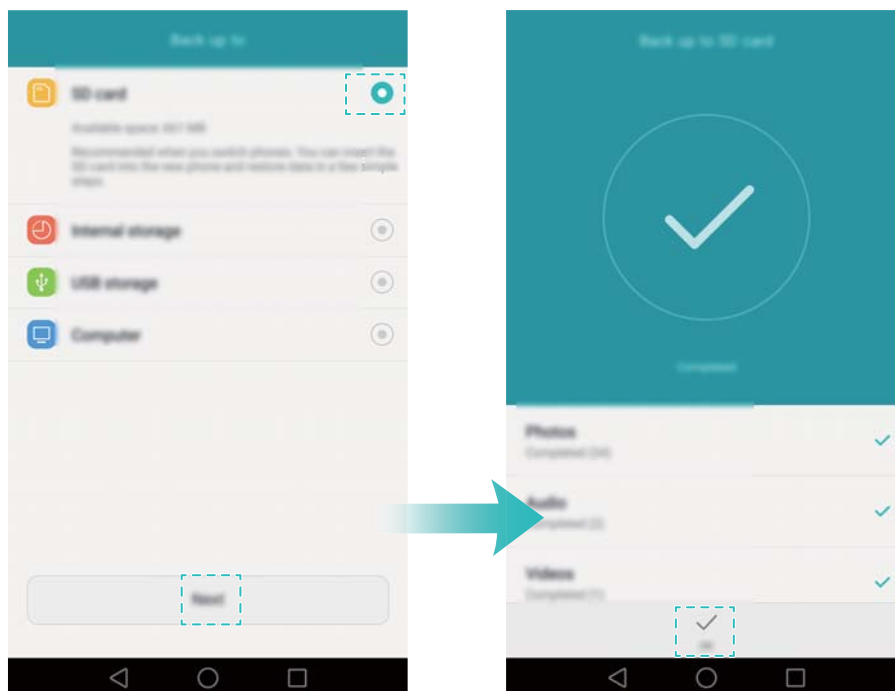 Back up to
SD card
Available space: 667 MB
Recommended when you switch phones. You can insert the
SD card into the new phone and restore data in a few simple
steps.
Internal storage
USB storage
Computer
Next
Back up to SD card
Completed
Photos
Completed
Audio
Completed (2)
Videos
Completed (1)